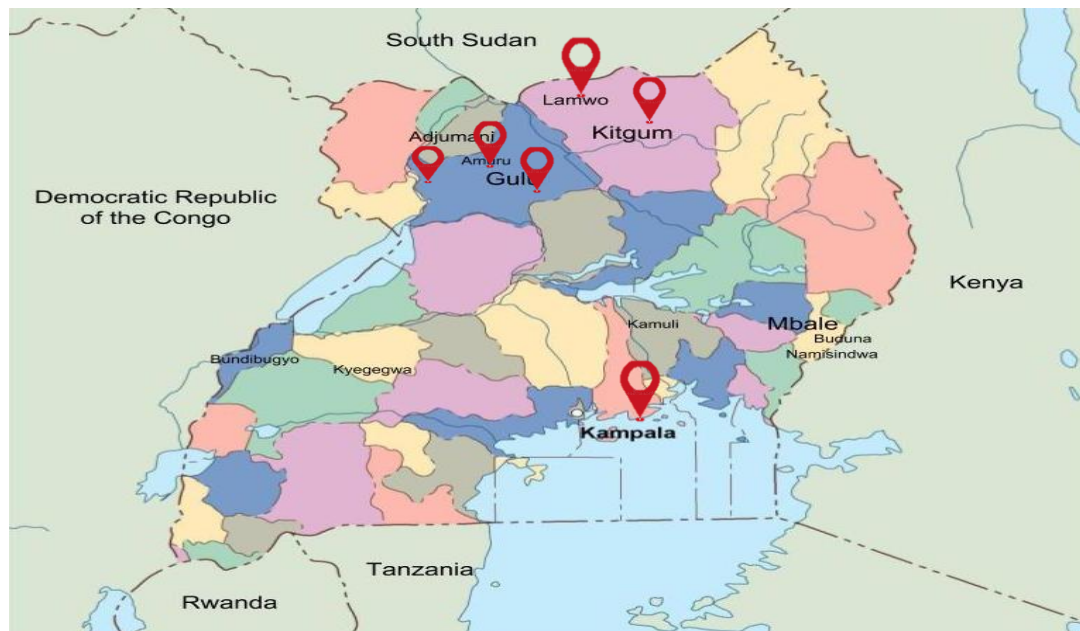 South Sudan
Lamwo
Kitgum
Adjumani
Amuru
Gulu
Democratic Republic
of the Congo
Kenya
Kamuli
Mbale
Buduna
Namisindwa
Bundibugyo
Kyegegwa
Kampala
Tanzania
Rwanda